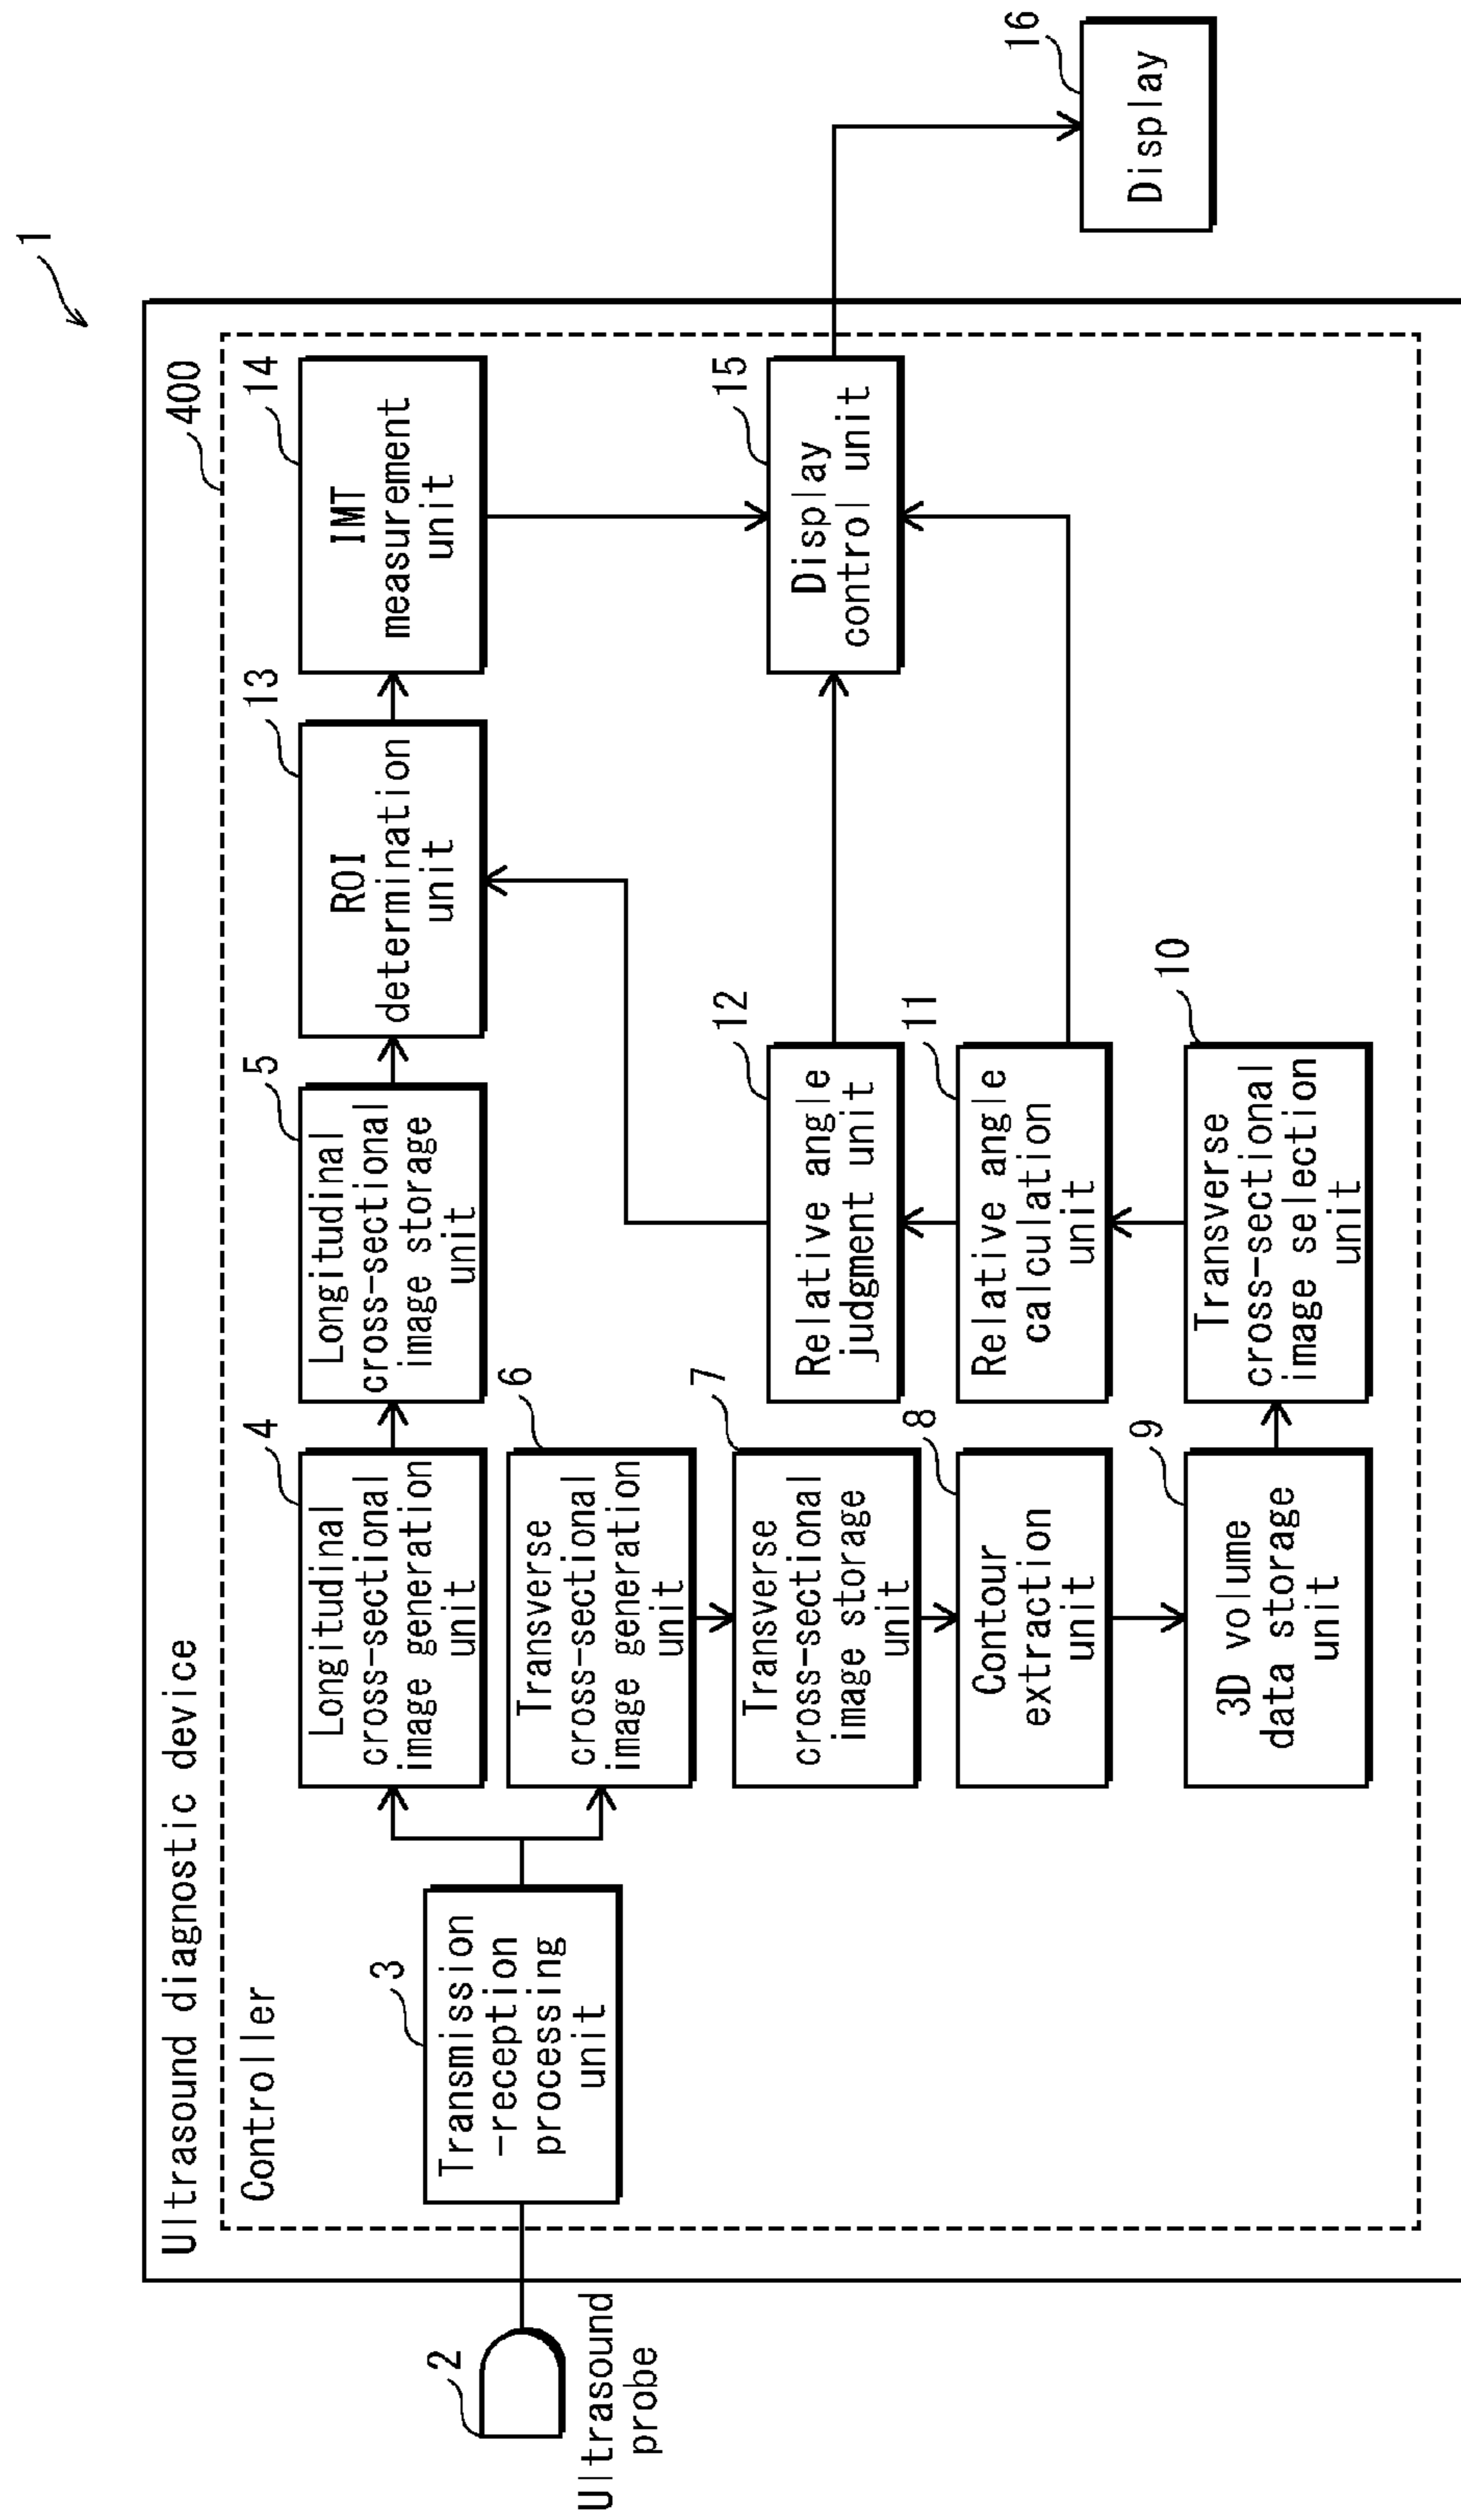 1
Ultrasound diagnostic device
400
Controller
2
Ultrasound
probe
3
Transmission
-reception
processing
unit
4
Longitudinal
cross-sectional
image generation
unit
5
Longitudinal
cross-sectional
image storage
unit
13
ROI
determination
unit
14
IMT
measurement
unit
6
Transverse
cross-sectional
image generation
unit
7
Transverse
cross-sectional
image storage
unit
12
Relative angle
judgment unit
15
Display
control unit
8
Contour
extraction
unit
11
Relative angle
calculation
unit
9
3D volume
data storage
unit
10
Transverse
cross-sectional
image selection
unit
16
Display